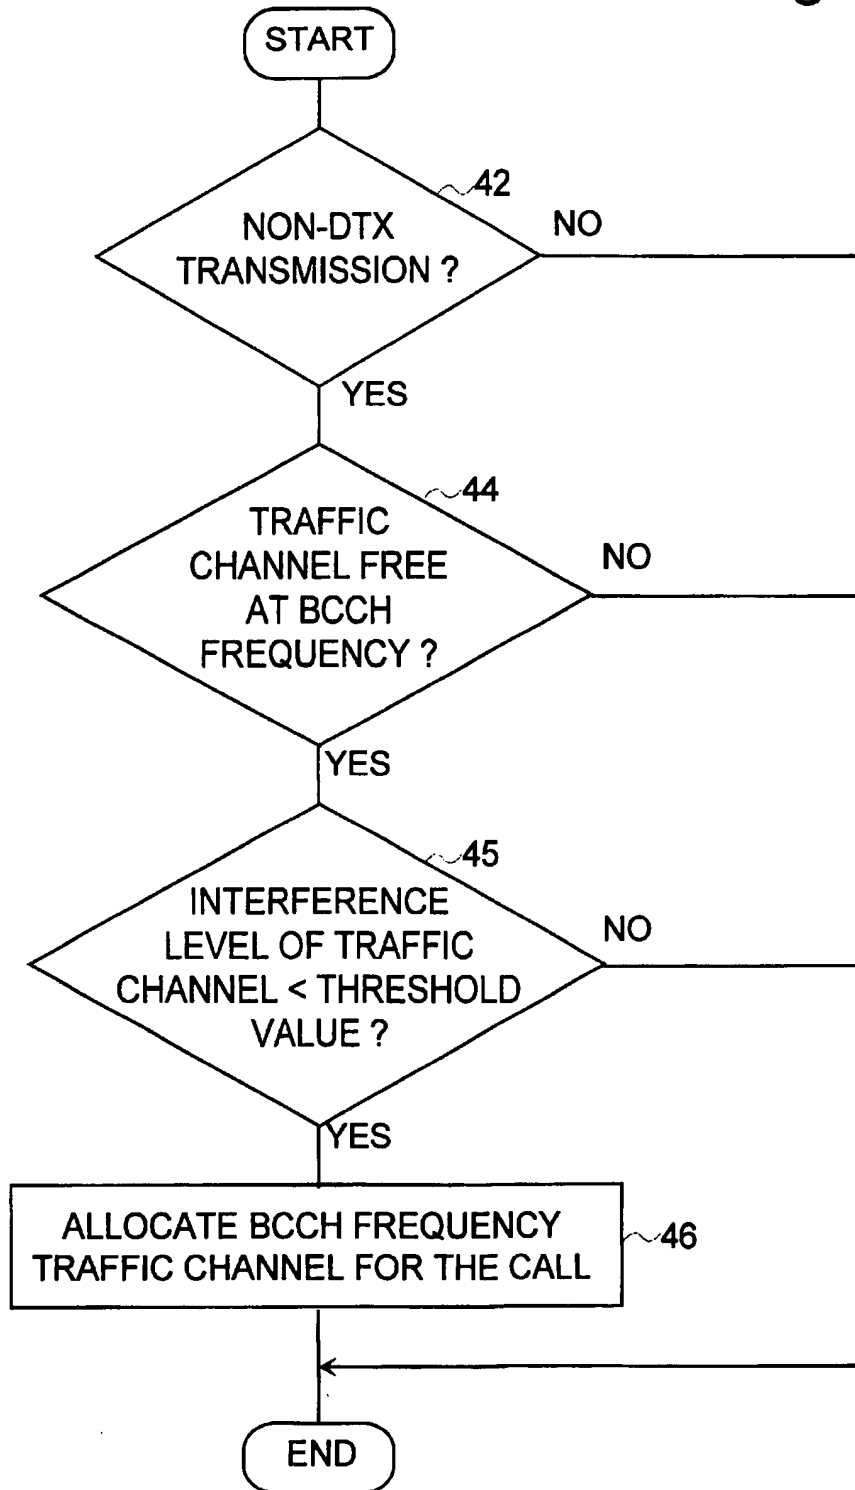 START
42
NON-DTX
TRANSMISSION ?
NO
YES
44
TRAFFIC
CHANNEL FREE
AT BCCH
FREQUENCY ?
NO
YES
45
INTERFERENCE
LEVEL OF TRAFFIC
CHANNEL < THRESHOLD
VALUE ?
NO
YES
ALLOCATE BCCH FREQUENCY
TRAFFIC CHANNEL FOR THE CALL
46
END